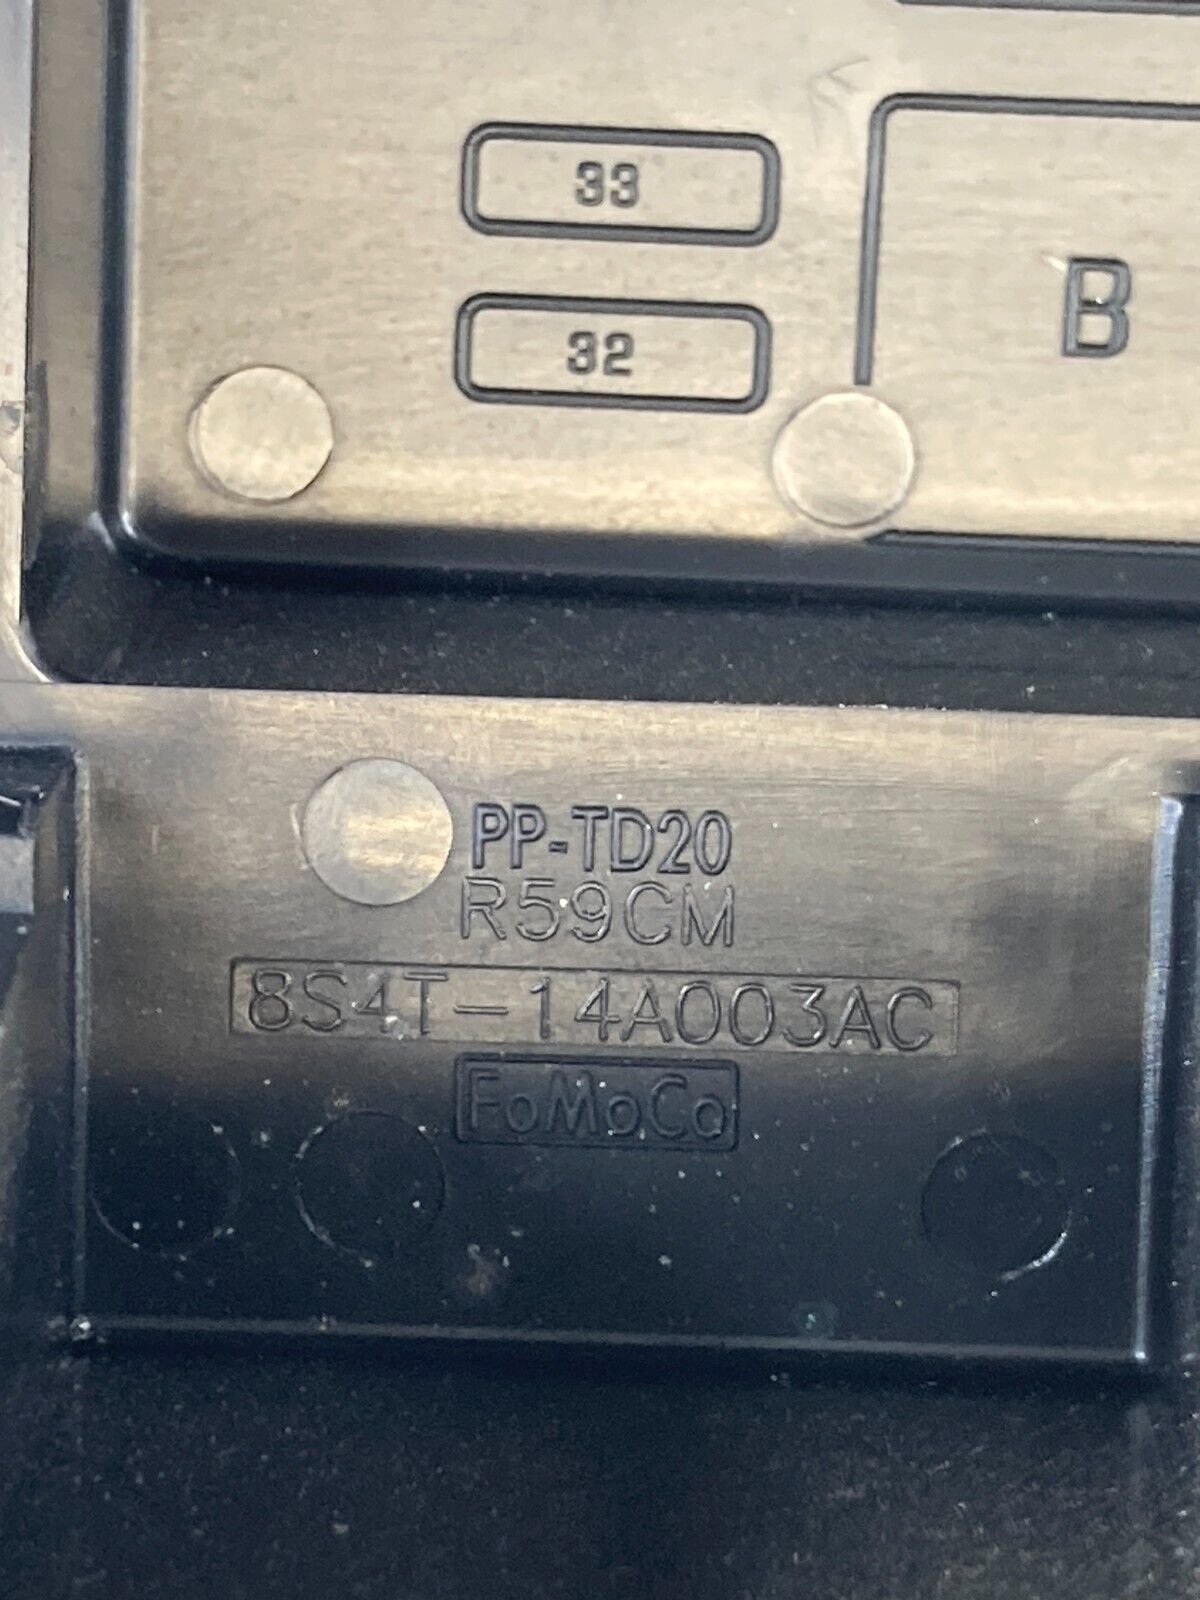 33
B
32
PP-TD20
R59CM
8S4T-14A003AC
FoMoCo